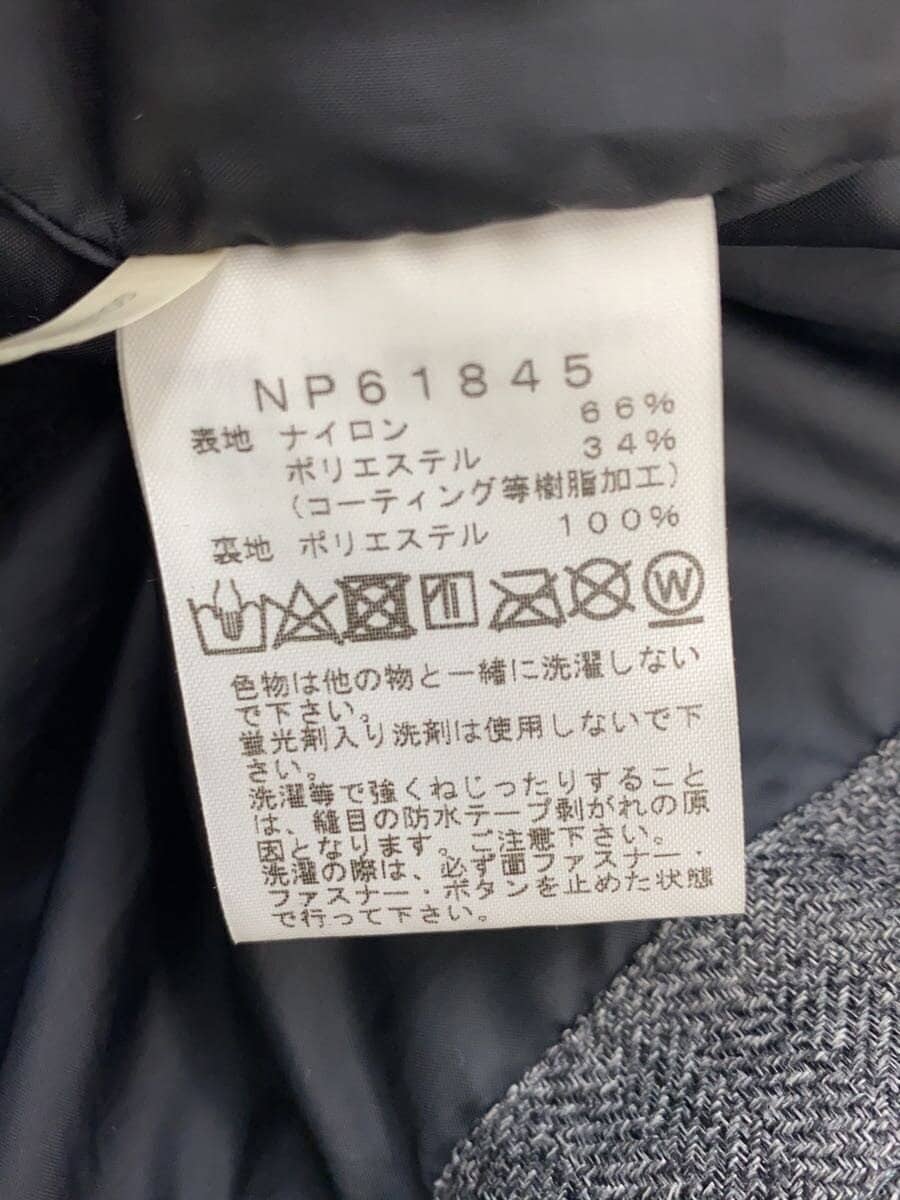 NP61845
表地 ナイロン 66%
ポリエステル 34%
(コーティング等樹脂加工)
裏地 ポリエステル 100%
W
色物は他の物と一緒に洗濯しない
で下さい。
蛍光剤入り洗剤は使用しないで下
さい。
洗濯等で強くねじったりすること
は、縫目の防水テープ剥がれの原
因となります。ご注意下さい。
洗濯の際は、必ず面ファスナー・
ファスナー・ボタンを止めた状態
で行って下さい。